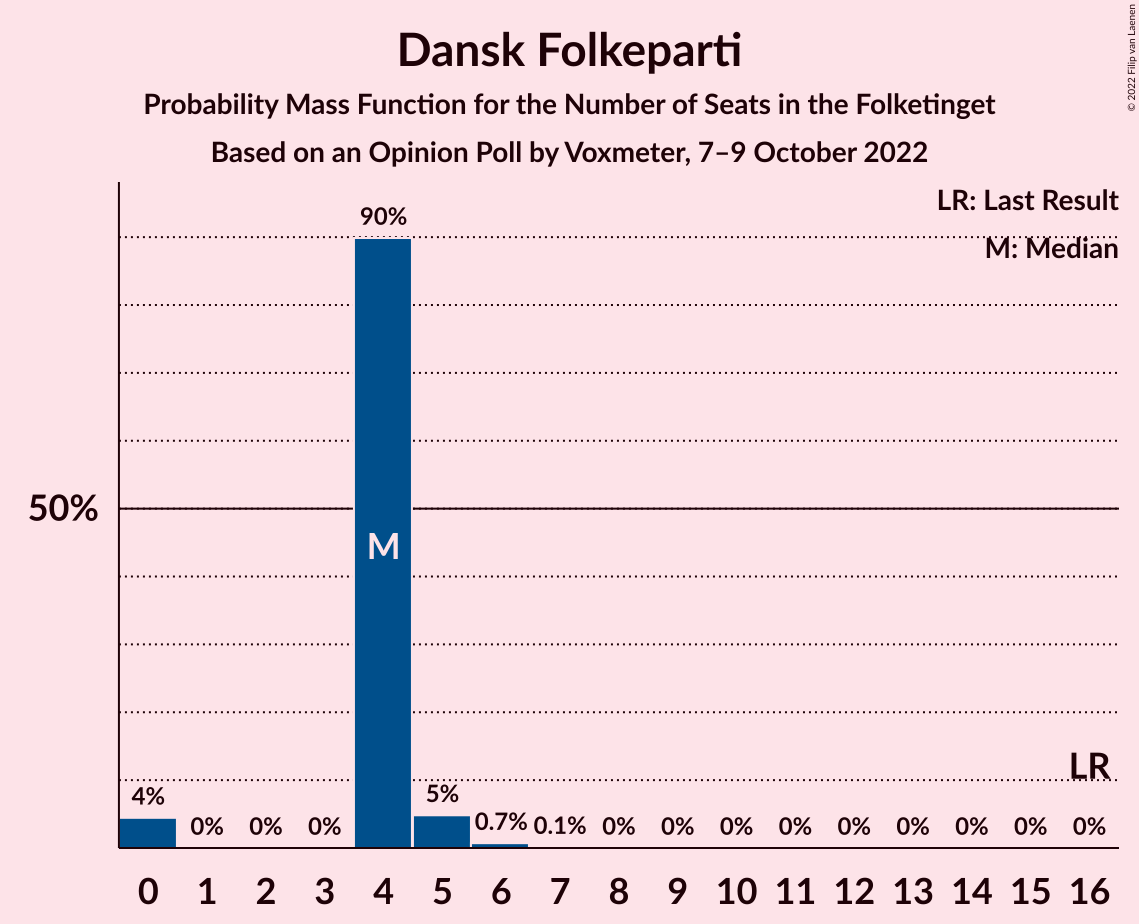 Dansk Folkeparti
Probability Mass Function for the Number of Seats in the Folketinget
Based on an Opinion Poll by Voxmeter, 7–9 October 2022
© 2022 Filip van Laenen
LR: Last Result
M: Median
90%
50%
M
LR
4% 0% 0% 0% 5% 0.7% 0.1% 0% 0% 0% 0% 0% 0% 0% 0% 0%
0 1 2 3 4 5 6 7 8 9 10 11 12 13 14 15 16